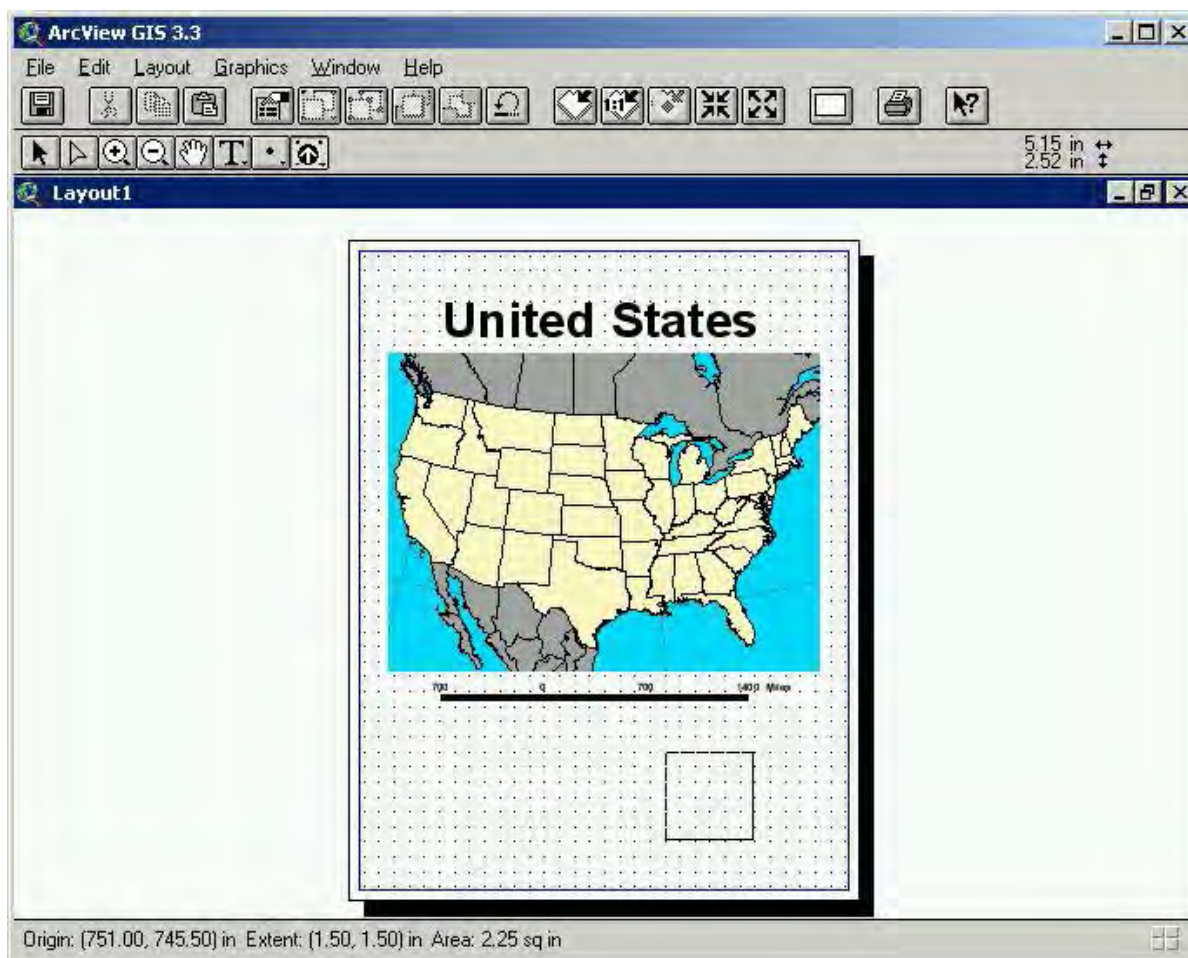 ArcView GIS 3.3
File Edit Layout Graphics Window Help
1:1
T
?
5.15 in
2.52 in
Layout1
United States
700 0 700 1400 Miles
Origin: (751.00, 745.50) in Extent: (1.50, 1.50) in Area: 2.25 sq in